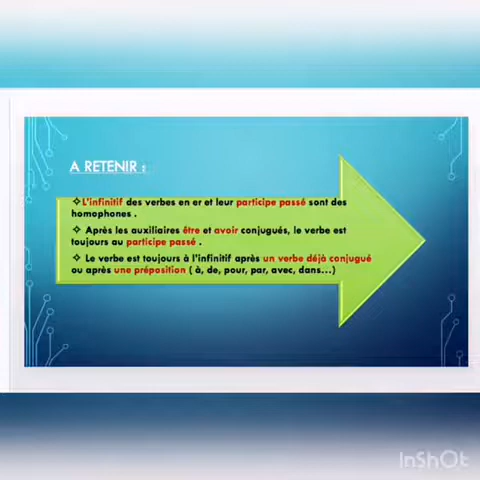 A RETENIR :
✧L'infinitif des verbes en er et leur participe passé sont des
homophones .
✧ Après les auxiliaires être et avoir conjugués, le verbe est
toujours au participe passé .
✧ Le verbe est toujours à l'infinitif après un verbe déjà conjugué
ou après une préposition ( à, de, pour, par, avec, dans...)
InShOt